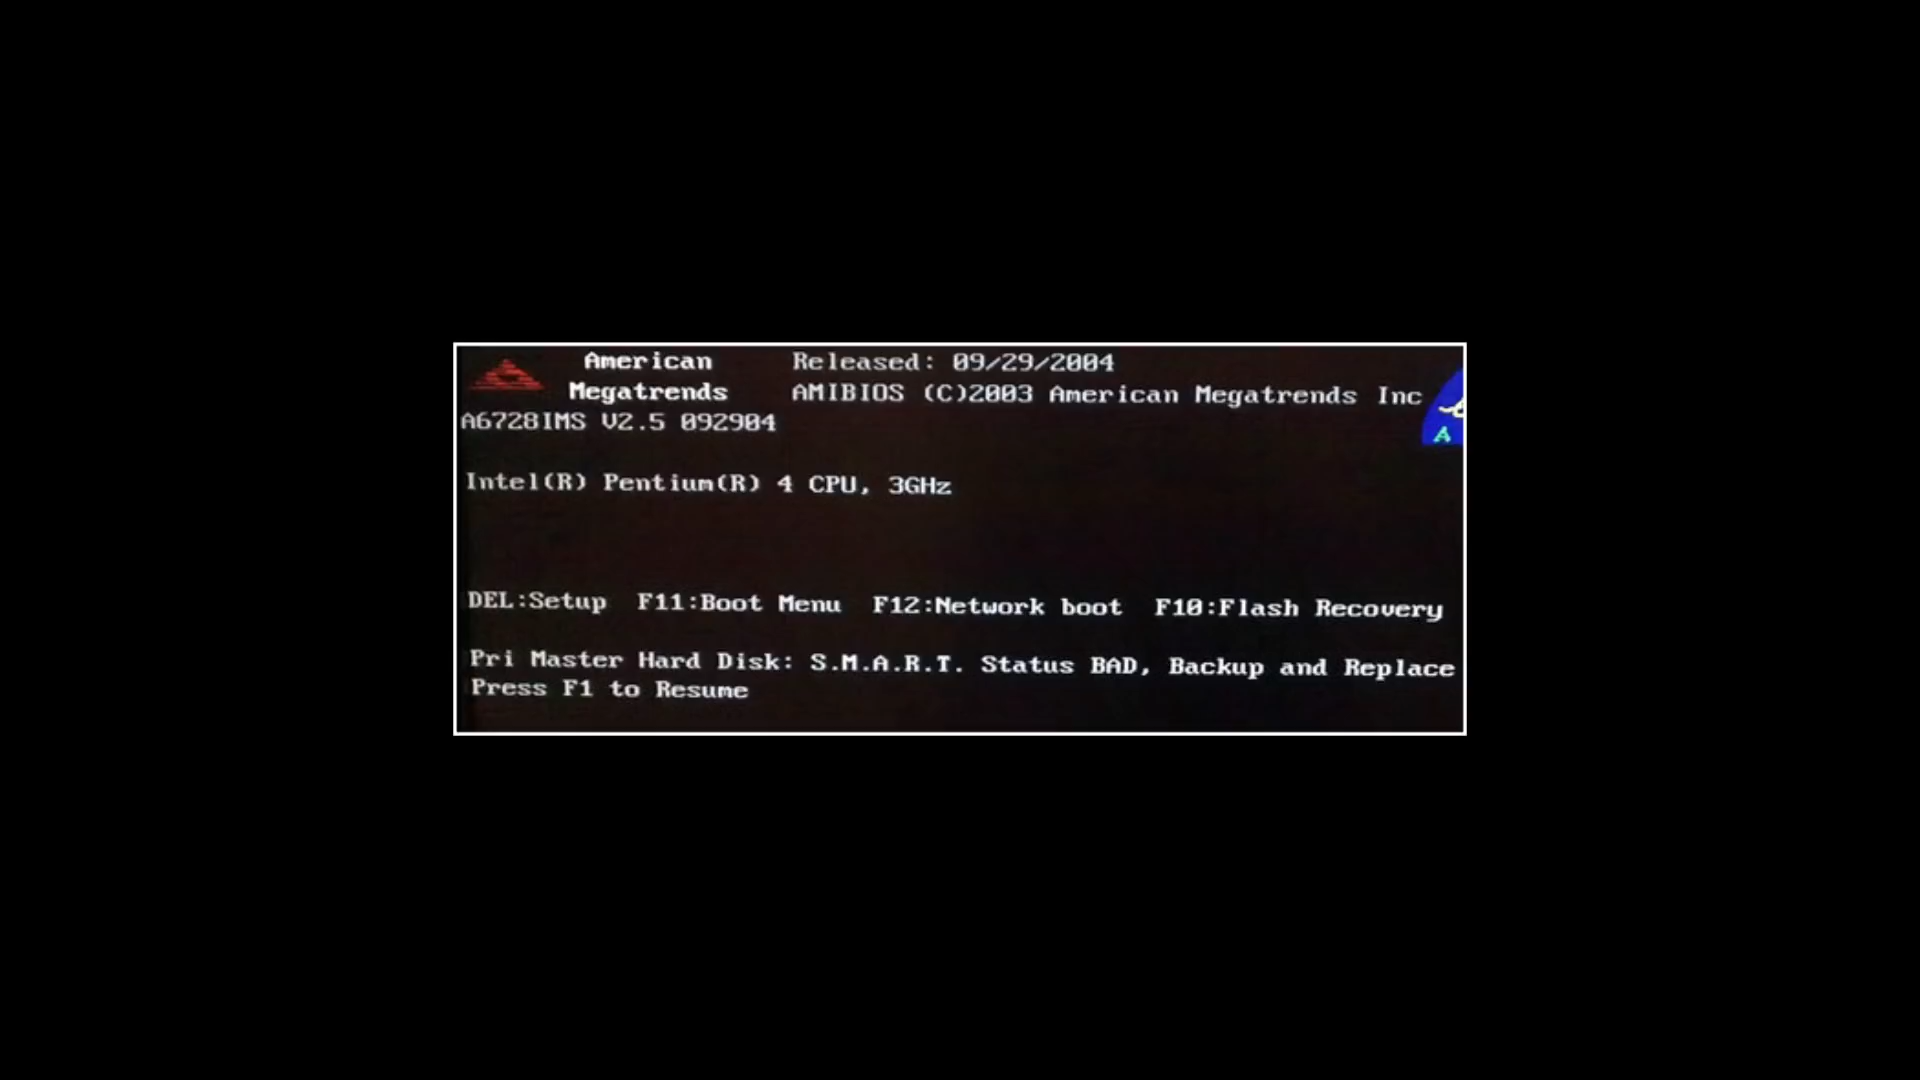 American Released: 09/29/2004
Megatrends AMIBIOS (C)2003 American Megatrends Inc
A6728IMS V2.5 092904
A
Intel(R) Pentium(R) 4 CPU, 3GHz
DEL:Setup F11:Boot Menu F12:Network boot F10:Flash Recovery
Pri Master Hard Disk: S.M.A.R.T. Status BAD, Backup and Replace
Press F1 to Resume